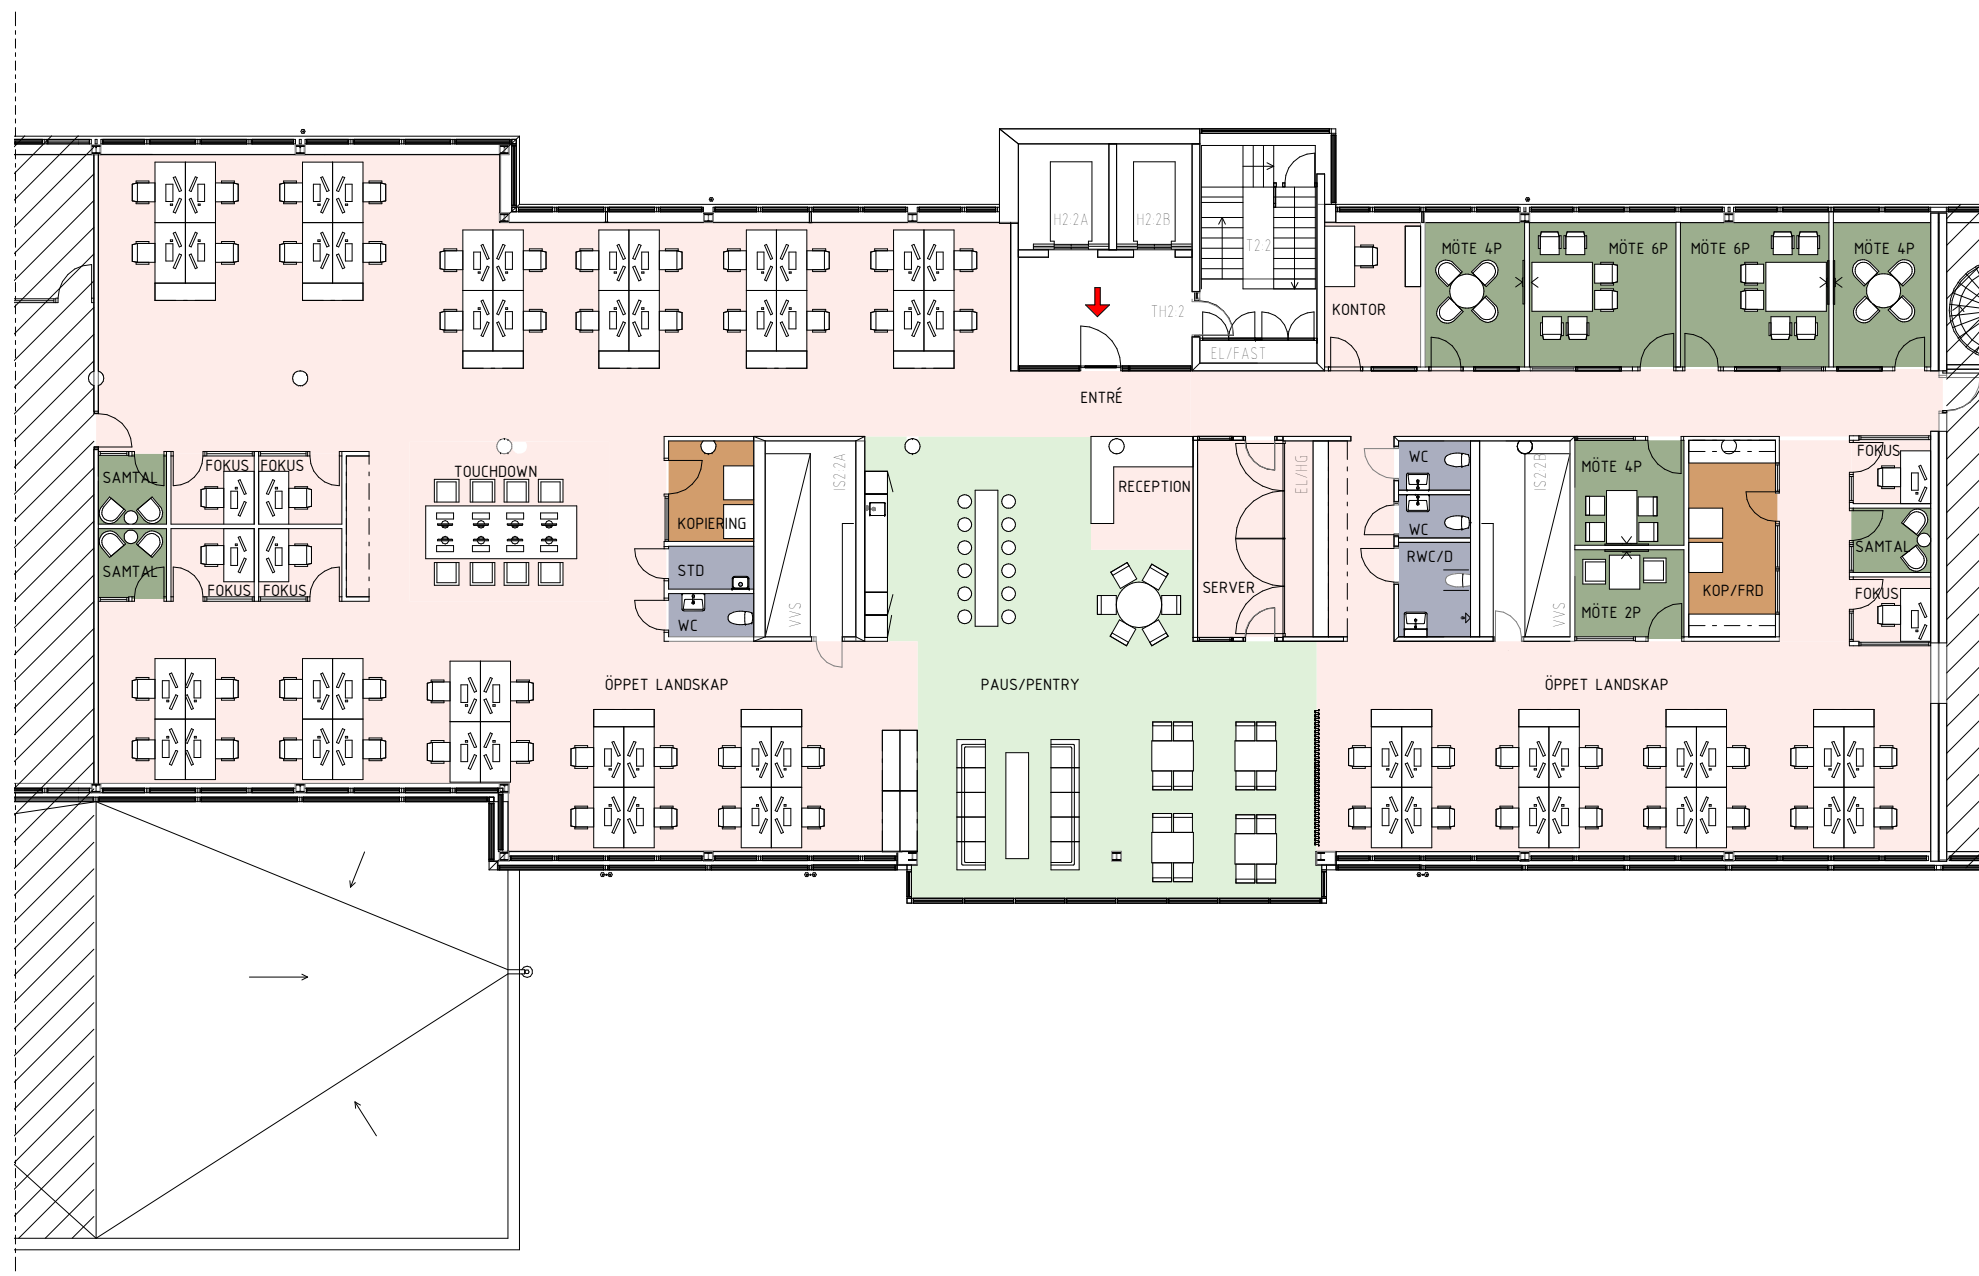 H2.2A
H2.2B
T2.2
TH2.2
EL/FAST
KONTOR
MÖTE 4P
MÖTE 6P
MÖTE 6P
MÖTE 4P
ENTRÉ
SAMTAL
SAMTAL
FOKUS
FOKUS
FOKUS
FOKUS
TOUCHDOWN
KOPIERING
STD
WC
IS2.2A
VVS
RECEPTION
SERVER
EL/HG
WC
WC
RWC/D
IS2.2B
VVS
MÖTE 4P
MÖTE 2P
KOP/FRD
FOKUS
SAMTAL
FOKUS
ÖPPET LANDSKAP
PAUS/PENTRY
ÖPPET LANDSKAP